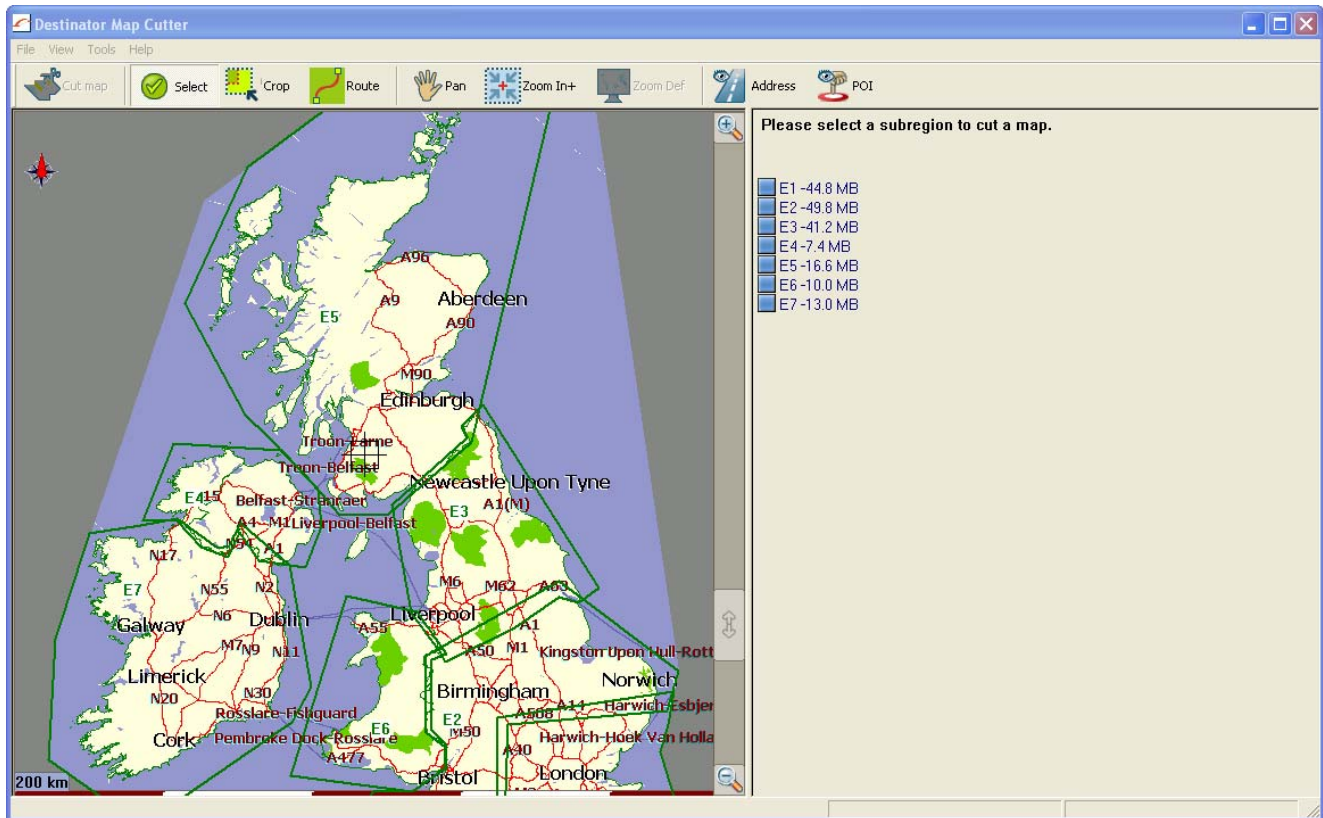 Destinator Map Cutter
File View Tools Help
Cut map Select Crop Route Pan Zoom In+ Zoom Def Address POI
Please select a subregion to cut a map.
E1 -44.8 MB
E2 -49.8 MB
E3 -41.2 MB
E4 -7.4 MB
E5 -16.6 MB
E6 -10.0 MB
E7 -13.0 MB
A96
A9 Aberdeen
E5 A90
M90
Edinburgh
Troon-Larne
Troon-Belfast
Newcastle Upon Tyne
E4 15 Belfast-Stranraer A1(M)
E3
A4 M1 Liverpool-Belfast
N54 A1
N17
E7 N55 N2 M6 M62 A63
N6 Dublin A55 Liverpool A1
Galway
M7 N9 N11 A50 M1 Kingston Upon Hull-Rott
Limerick Norwich
N20 N30 Birmingham
Rosslare-Fishguard A508 A14 Harwich-Esbjer
E6 E2 M50
Cork Pembroke Dock-Rosslare A40 Harwich-Hoek Van Holla
A477
Bristol London
200 km